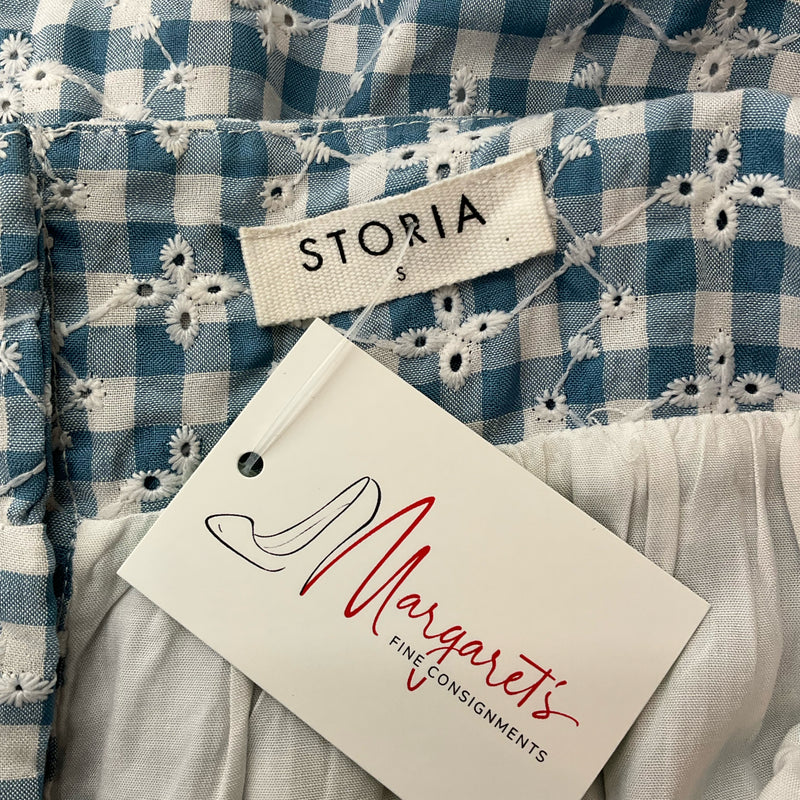 STORIA
S
Margaret's
FINE CONSIGNMENTS